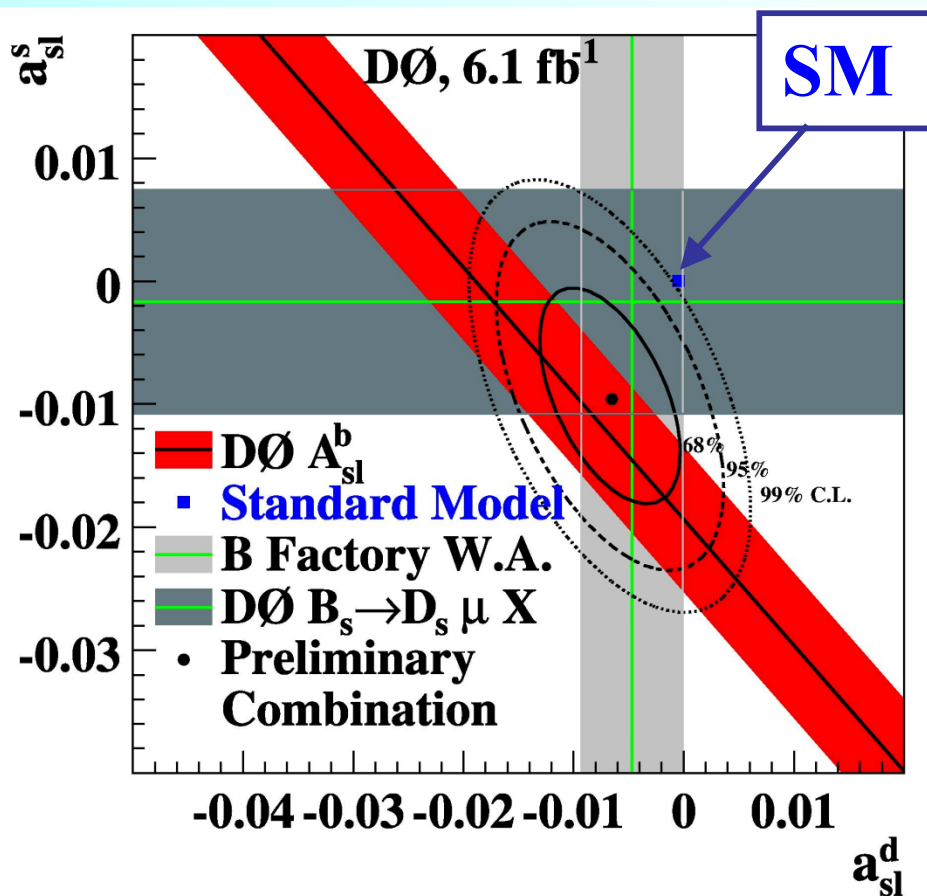 DØ, 6.1 fb⁻¹
SM
a^s_sl
0.01
0
-0.01
-0.02
-0.03
68%
95%
99% C.L.
DØ A^b_sl
Standard Model
B Factory W.A.
DØ B_s→D_s μ X
Preliminary
Combination
-0.04 -0.03 -0.02 -0.01 0 0.01
a^d_sl